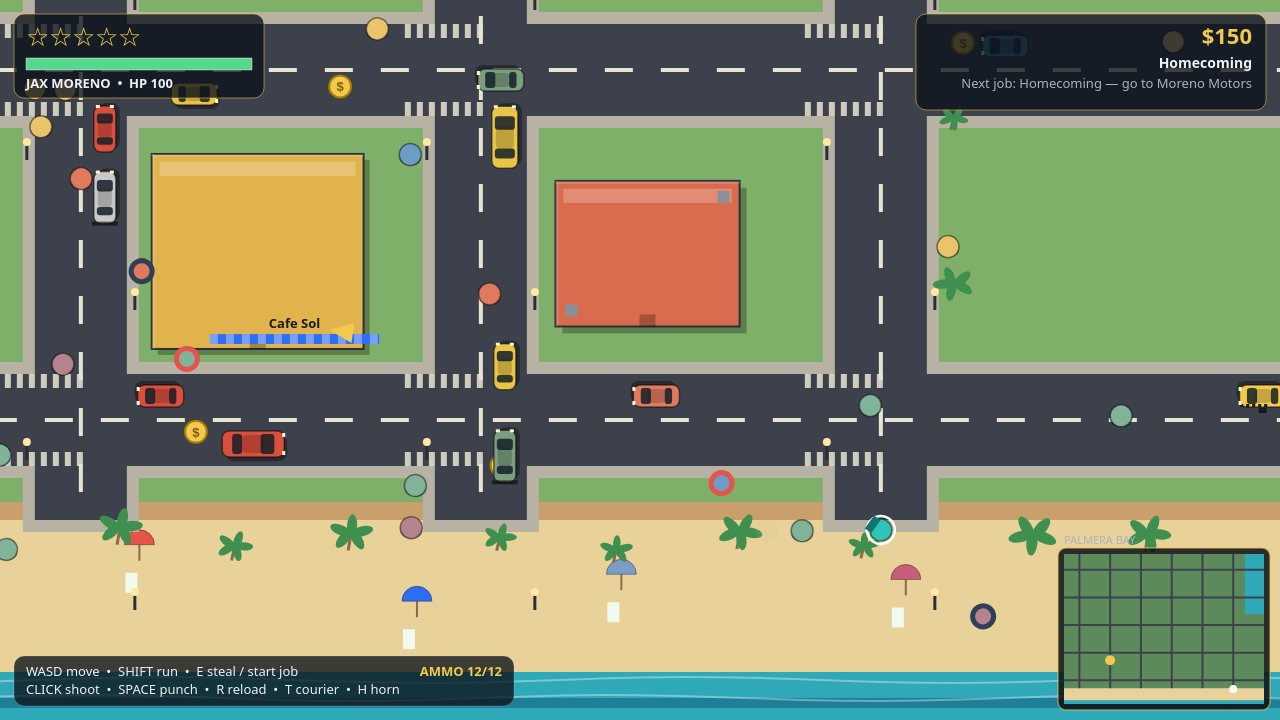 ☆☆☆☆☆
JAX MORENO • HP 100
$150
Homecoming
Next job: Homecoming — go to Moreno Motors
$
$
$
Cafe Sol
$
PALMERA BAY
WASD move • SHIFT run • E steal / start job
AMMO 12/12
CLICK shoot • SPACE punch • R reload • T courier • H horn